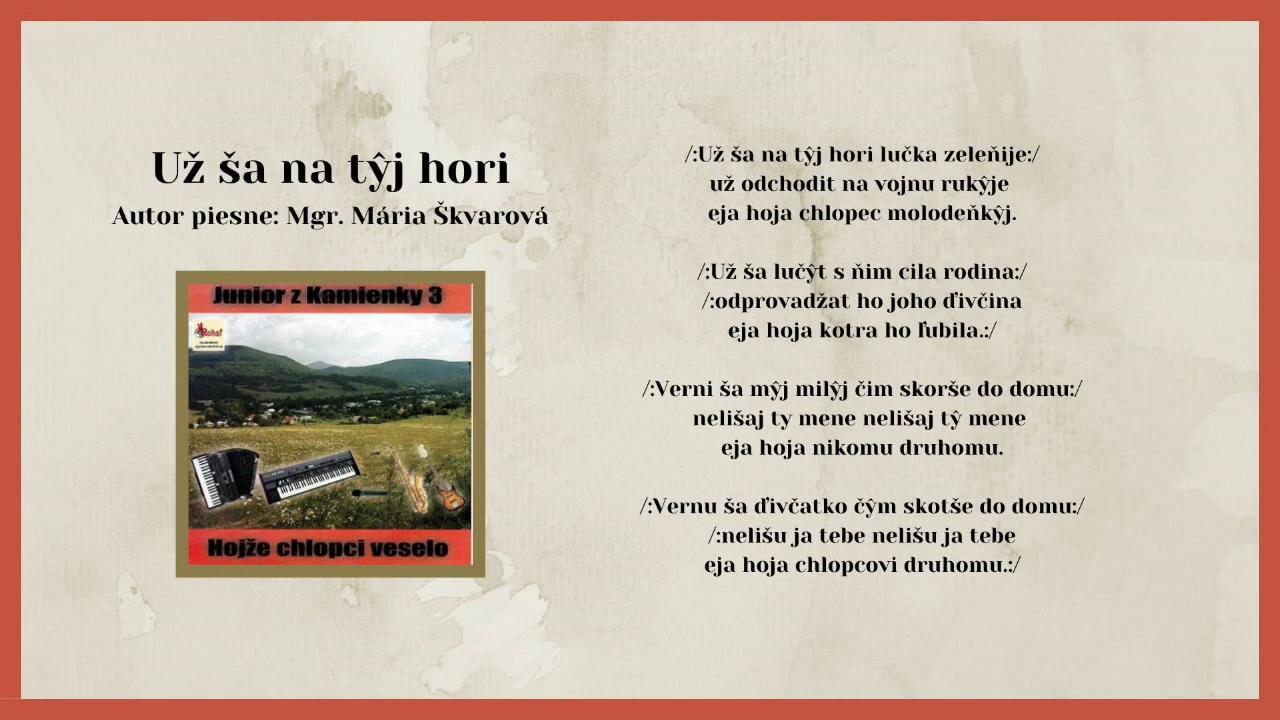 Už ša na tŷj hori
Autor piesne: Mgr. Mária Škvarová
Junior z Kamienky 3
Rohaľ
Hojže chlopci veselo
/:Už ša na tŷj hori lučka zeleňije:/
už odchodit na vojnu rukŷje
eja hoja chlopec molodeňkŷj.
/:Už ša lučŷt s ňim cila rodina:/
/:odprovadžat ho joho ďivčina
eja hoja kotra ho ľubila.:/
/:Verni ša mŷj milŷj čim skorše do domu:/
nelišaj ty mene nelišaj tŷ mene
eja hoja nikomu druhomu.
/:Vernu ša ďivčatko čŷm skotše do domu:/
/:nelišu ja tebe nelišu ja tebe
eja hoja chlopcovi druhomu.:/